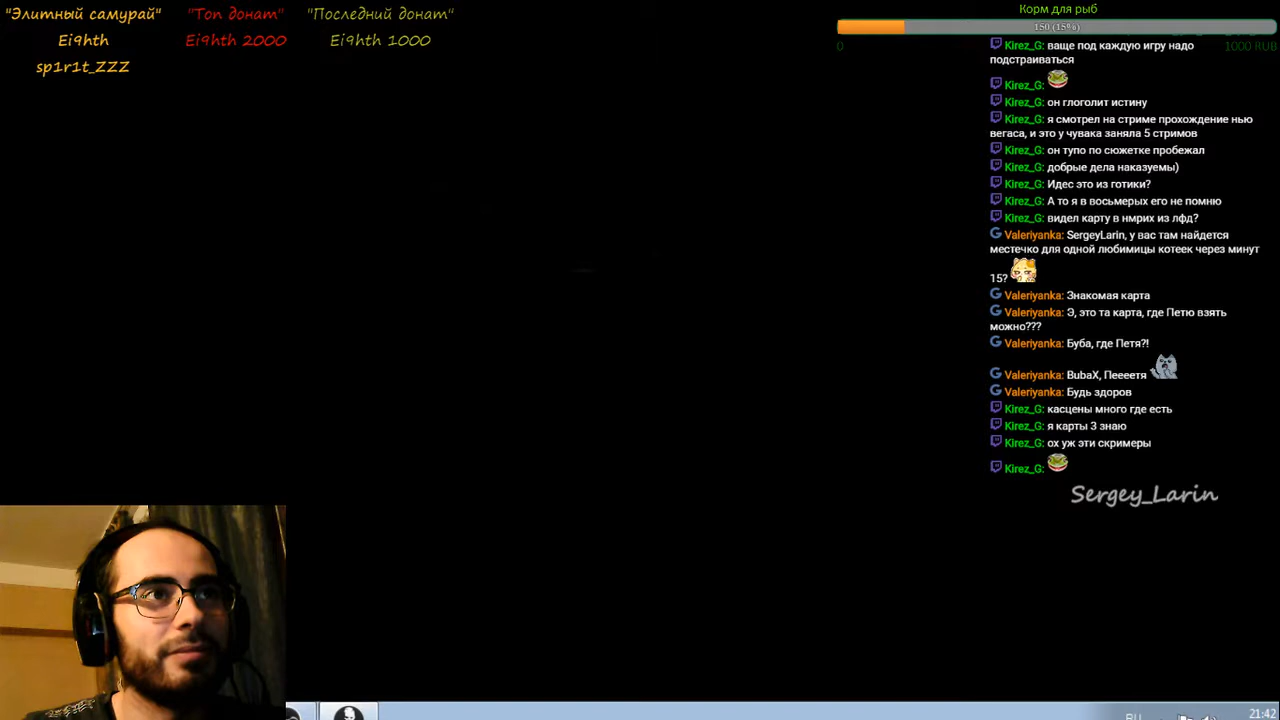 "Элитный самурай"
Ei9hth
sp1r1t_ZZZ
"Топ донат"
Ei9hth 2000
"Последний донат"
Ei9hth 1000
Корм для рыб
150 (15%)
0
1000 RUB
Kirez_G: ваще под каждую игру надо
подстраиваться
Kirez_G:
Kirez_G: он глоголит истину
Kirez_G: я смотрел на стриме прохождение нью
вегаса, и это у чувака заняла 5 стримов
Kirez_G: он тупо по сюжетке пробежал
Kirez_G: добрые дела наказуемы)
Kirez_G: Идес это из готики?
Kirez_G: А то я в восьмерых его не помню
Kirez_G: видел карту в нмрих из лфд?
Valeriyanka: SergeyLarin, у вас там найдется
местечко для одной любимицы котеек через минут
15?
Valeriyanka: Знакомая карта
Valeriyanka: Э, это та карта, где Петю взять
можно???
Valeriyanka: Буба, где Петя?!
Valeriyanka: BubaX, Пеееетя
Valeriyanka: Будь здоров
Kirez_G: касцены много где есть
Kirez_G: я карты 3 знаю
Kirez_G: ох уж эти скримеры
Kirez_G:
Sergey_Larin
RU
21:42